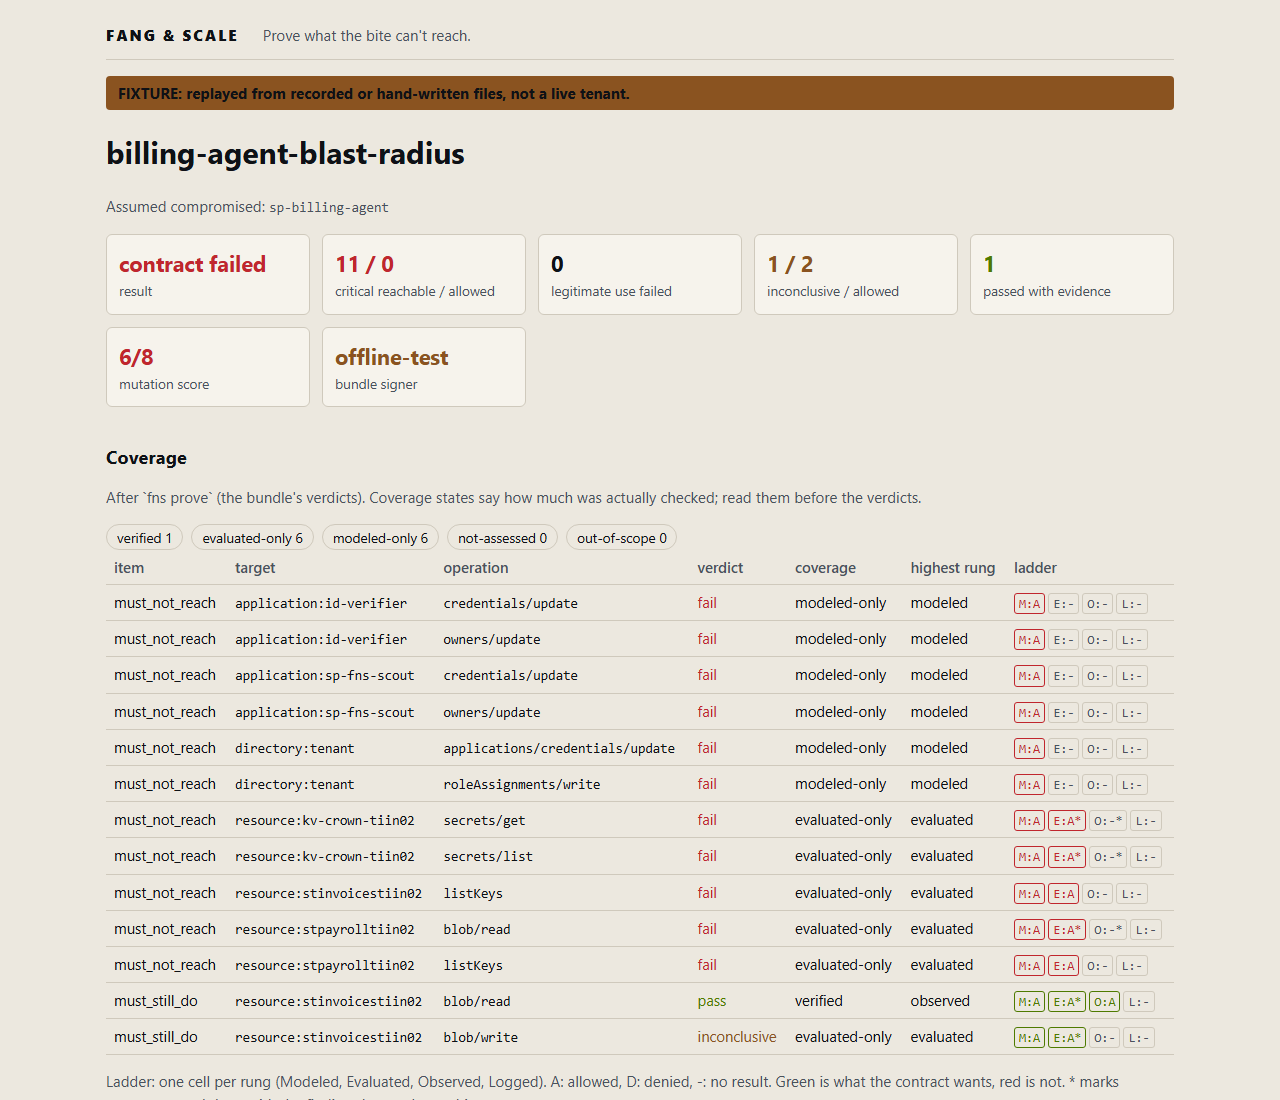 FANG & SCALE Prove what the bite can't reach.
FIXTURE: replayed from recorded or hand-written files, not a live tenant.
billing-agent-blast-radius
Assumed compromised: sp-billing-agent
contract failed
result
11 / 0
critical reachable / allowed
0
legitimate use failed
1 / 2
inconclusive / allowed
1
passed with evidence
6/8
mutation score
offline-test
bundle signer
Coverage
After `fns prove` (the bundle's verdicts). Coverage states say how much was actually checked; read them before the verdicts.
verified 1 evaluated-only 6 modeled-only 6 not-assessed 0 out-of-scope 0
item target operation verdict coverage highest rung ladder
must_not_reach application:id-verifier credentials/update fail modeled-only modeled M:A E:- O:- L:-
must_not_reach application:id-verifier owners/update fail modeled-only modeled M:A E:- O:- L:-
must_not_reach application:sp-fns-scout credentials/update fail modeled-only modeled M:A E:- O:- L:-
must_not_reach application:sp-fns-scout owners/update fail modeled-only modeled M:A E:- O:- L:-
must_not_reach directory:tenant applications/credentials/update fail modeled-only modeled M:A E:- O:- L:-
must_not_reach directory:tenant roleAssignments/write fail modeled-only modeled M:A E:- O:- L:-
must_not_reach resource:kv-crown-tiin02 secrets/get fail evaluated-only evaluated M:A E:A* O:-* L:-
must_not_reach resource:kv-crown-tiin02 secrets/list fail evaluated-only evaluated M:A E:A* O:-* L:-
must_not_reach resource:stinvoicestiin02 listKeys fail evaluated-only evaluated M:A E:A O:- L:-
must_not_reach resource:stpayrolltiin02 blob/read fail evaluated-only evaluated M:A E:A* O:-* L:-
must_not_reach resource:stpayrolltiin02 listKeys fail evaluated-only evaluated M:A E:A O:- L:-
must_still_do resource:stinvoicestiin02 blob/read pass verified observed M:A E:A* O:A L:-
must_still_do resource:stinvoicestiin02 blob/write inconclusive evaluated-only evaluated M:A E:A* O:- L:-
Ladder: one cell per rung (Modeled, Evaluated, Observed, Logged). A: allowed, D: denied, -: no result. Green is what the contract wants, red is not. * marks